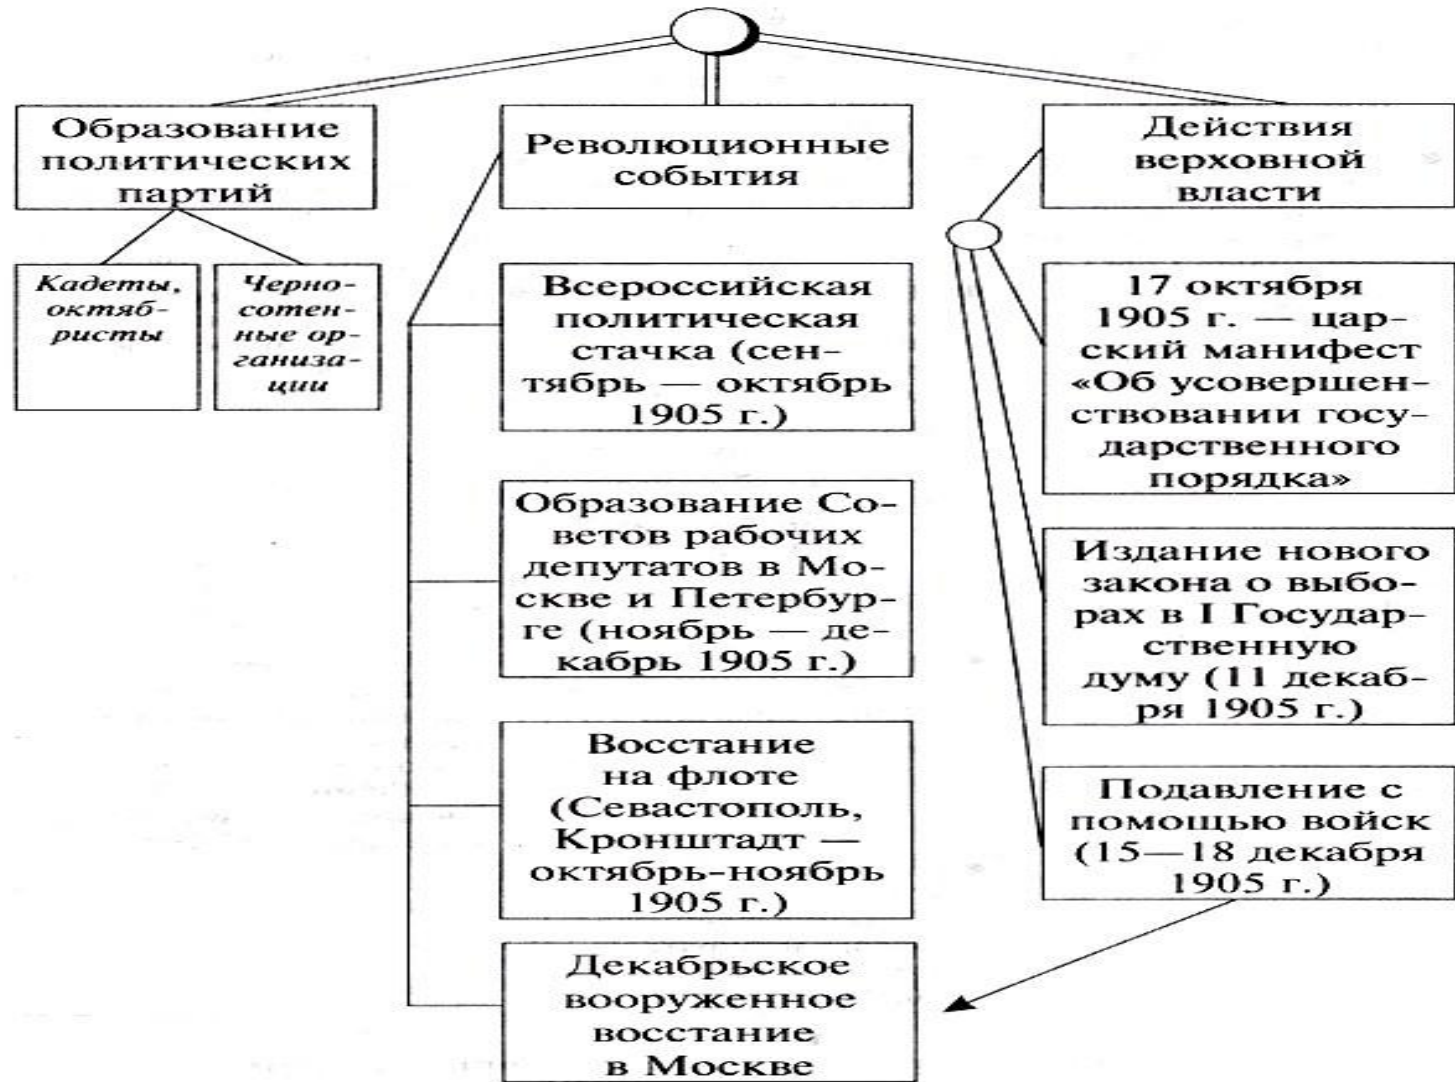 Образование
политических
партий
Кадеты,
октяб-
ристы
Черно-
сотен-
ные ор-
ганиза-
ции
Революционные
события
Всероссийская
политическая
стачка (сен-
тябрь — октябрь
1905 г.)
Образование Со-
ветов рабочих
депутатов в Мо-
скве и Петербур-
ге (ноябрь — де-
кабрь 1905 г.)
Восстание
на флоте
(Севастополь,
Кронштадт —
октябрь-ноябрь
1905 г.)
Декабрьское
вооруженное
восстание
в Москве
Действия
верховной
власти
17 октября
1905 г. — цар-
ский манифест
«Об усовершен-
ствовании госу-
дарственного
порядка»
Издание нового
закона о выбо-
рах в I Государ-
ственную
думу (11 декаб-
ря 1905 г.)
Подавление с
помощью войск
(15—18 декабря
1905 г.)